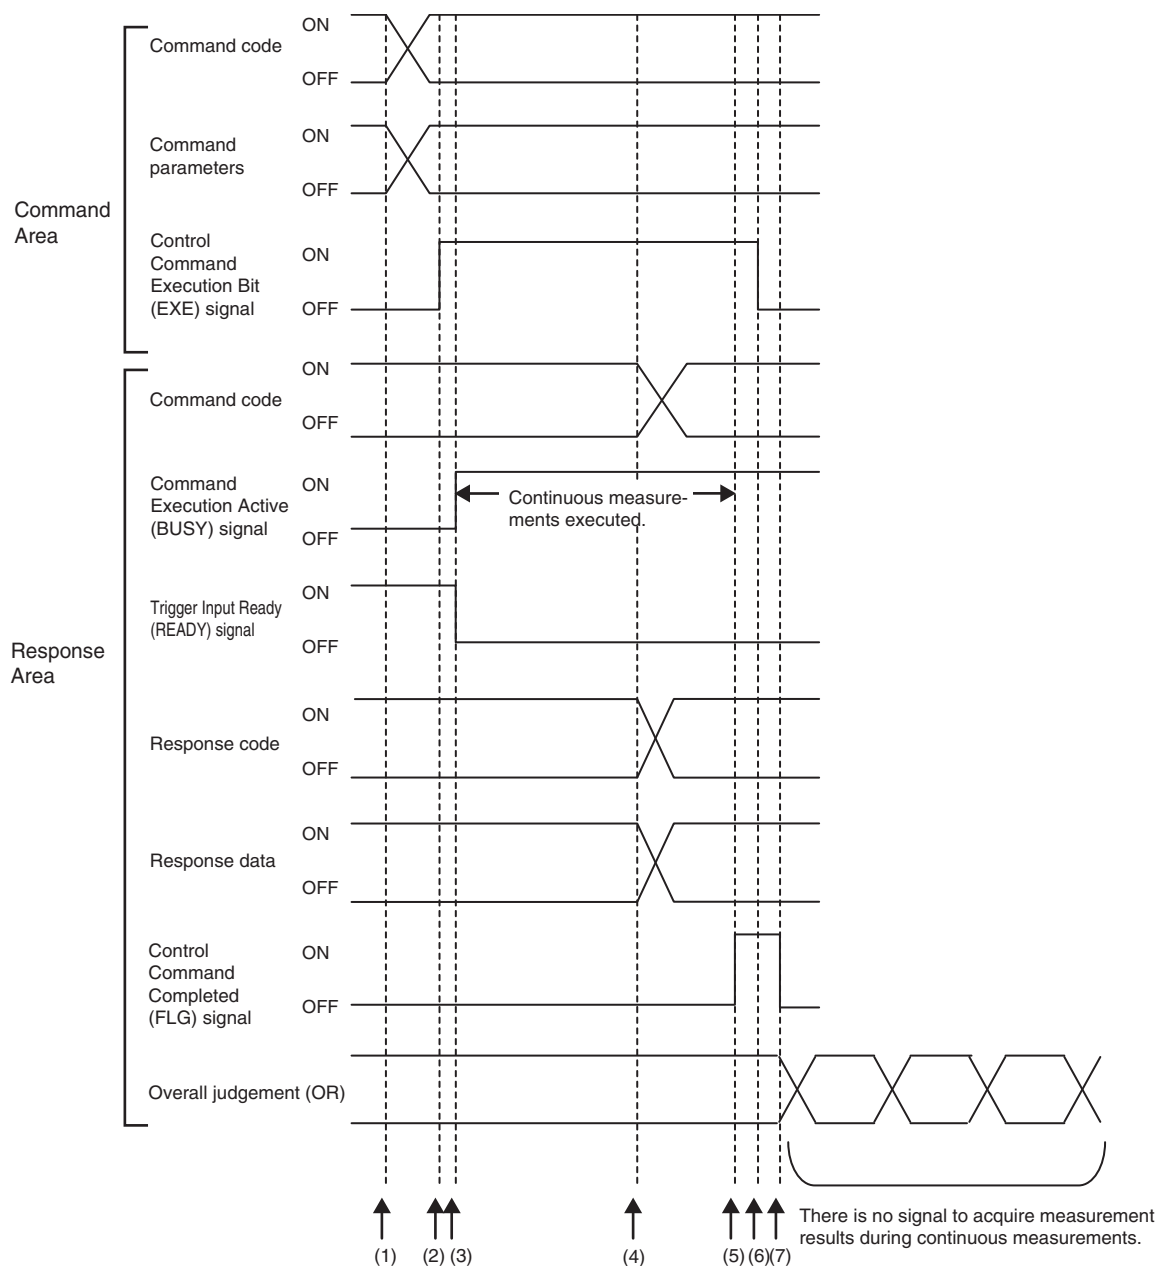 Command
Area
Command code
ON
OFF
Command
parameters
ON
OFF
Control
Command
Execution Bit
(EXE) signal
ON
OFF
Response
Area
Command code
ON
OFF
Command
Execution Active
(BUSY) signal
ON
OFF
Continuous measure-
ments executed.
Trigger Input Ready
(READY) signal
ON
OFF
Response code
ON
OFF
Response data
ON
OFF
Control
Command
Completed
(FLG) signal
ON
OFF
Overall judgement (OR)
There is no signal to acquire measurement
results during continuous measurements.
(1) (2) (3) (4) (5) (6) (7)